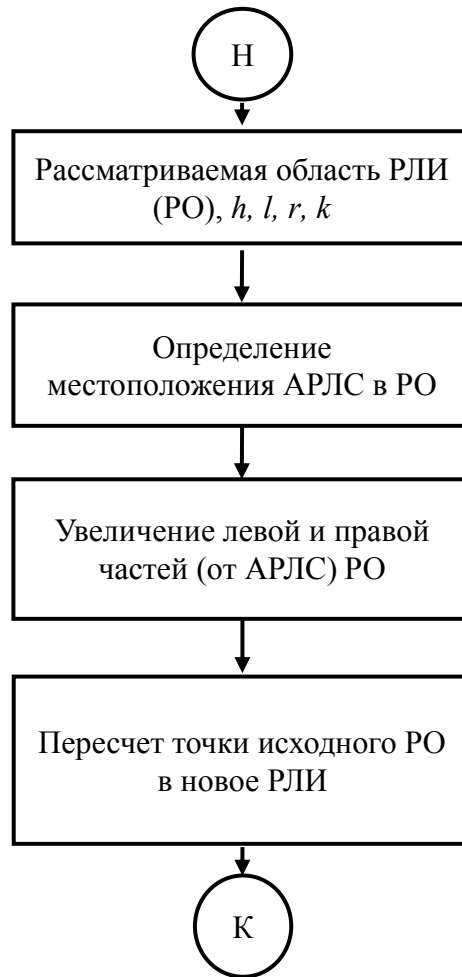 Н
Рассматриваемая область РЛИ
(РО), h, l, r, k
Определение
местоположения АРЛС в РО
Увеличение левой и правой
частей (от АРЛС) РО
Пересчет точки исходного РО
в новое РЛИ
К